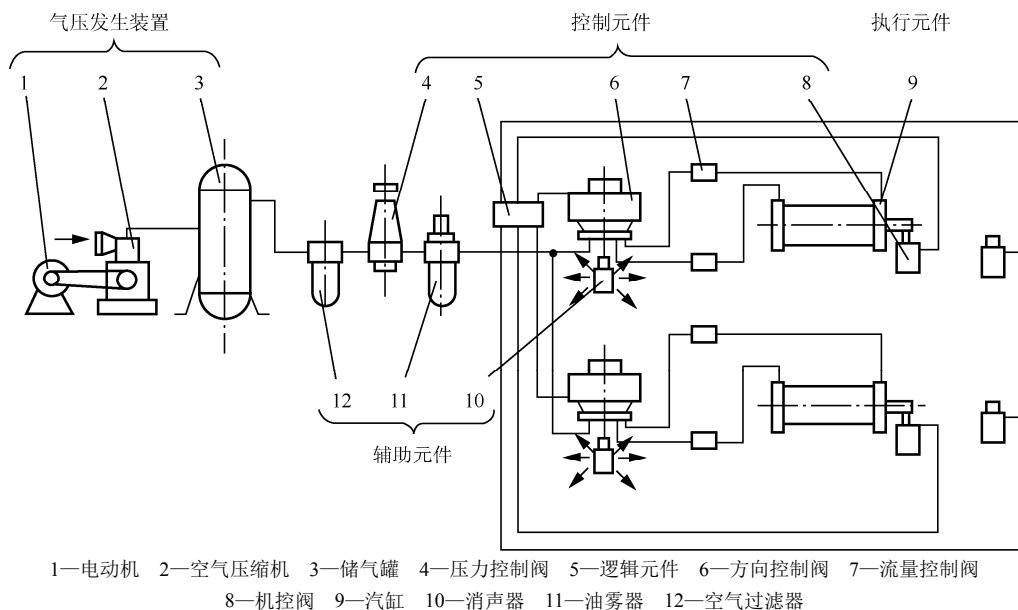 气压发生装置 控制元件 执行元件
1 2 3 4 5 6 7 8 9
12 11 10
辅助元件
1—电动机 2—空气压缩机 3—储气罐 4—压力控制阀 5—逻辑元件 6—方向控制阀 7—流量控制阀
8—机控阀 9—汽缸 10—消声器 11—油雾器 12—空气过滤器